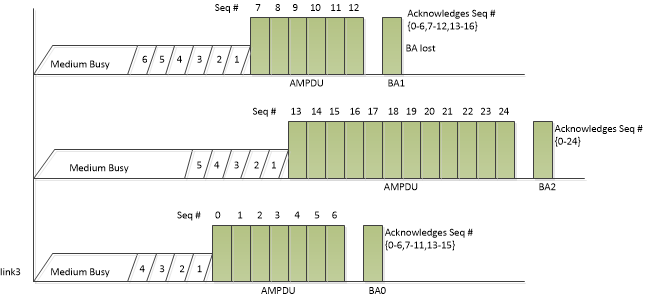 Seq # 7 8 9 10 11 12
Acknowledges Seq #
{0-6,7-12,13-16}
BA lost
Medium Busy 6 5 4 3 2 1
AMPDU BA1
Seq # 13 14 15 16 17 18 19 20 21 22 23 24
Acknowledges Seq #
{0-24}
Medium Busy 5 4 3 2 1
AMPDU BA2
Seq # 0 1 2 3 4 5 6
Acknowledges Seq #
{0-6,7-11,13-15}
link3 Medium Busy 4 3 2 1
AMPDU BA0